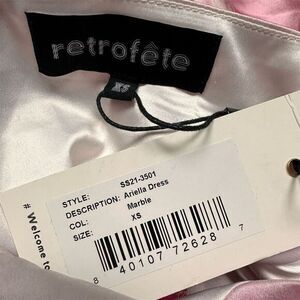 retrofête
XS
STYLE: SS21-3501
DESCRIPTION: Ariella Dress
COL: Marble
SIZE: XS
8 40107 72628 7
# Welcome to